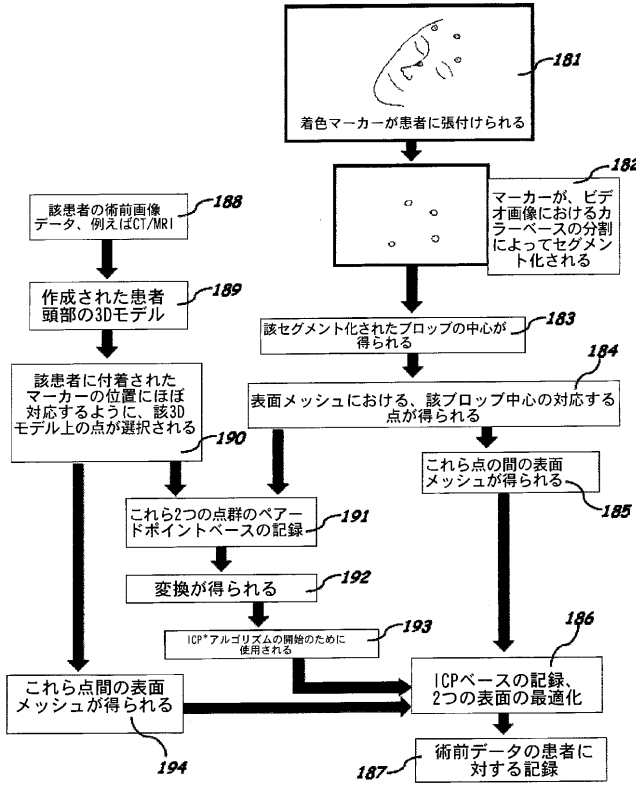 181
着色マーカーが患者に張付けられる
182
マーカーが、ビデ
オ画像におけるカ
ラーベースの分割
によってセグメン
ト化される
188
該患者の術前画像
データ、例えばCT/MRI
189
作成された患者
頭部の3Dモデル
183
該セグメント化されたブロッブの中心が
得られる
184
表面メッシュにおける、該ブロッブ中心の対応する
点が得られる
該患者に付着された
マーカーの位置にほぼ
対応するように、該3D
モデル上の点が選択される
190
これら点の間の表面
メッシュが得られる
185
これら2つの点群のペアー
ドポイントベースの記録
191
変換が得られる
192
ICP*アルゴリズムの開始のために
使用される
193
186
ICPベースの記録、
2つの表面の最適化
これら点間の表面
メッシュが得られる
194
術前データの患者に
対する記録
187